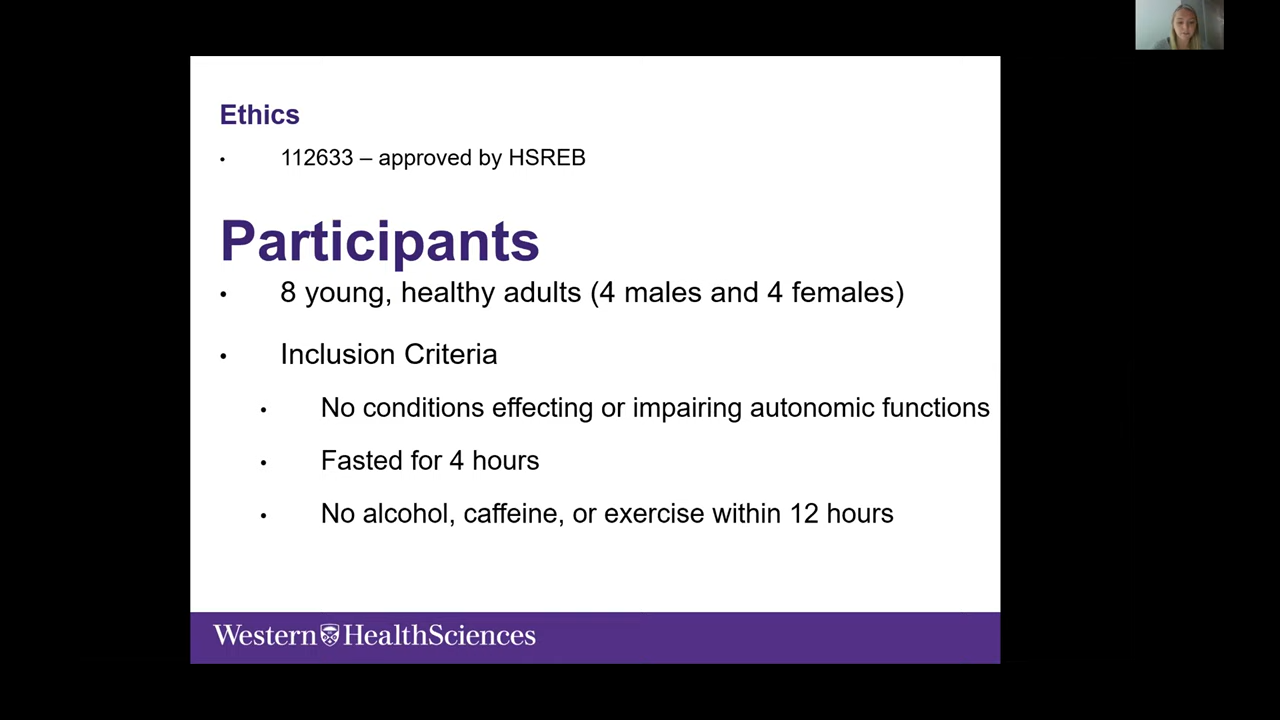 Ethics
• 112633 – approved by HSREB
Participants
• 8 young, healthy adults (4 males and 4 females)
• Inclusion Criteria
• No conditions effecting or impairing autonomic functions
• Fasted for 4 hours
• No alcohol, caffeine, or exercise within 12 hours
Western HealthSciences